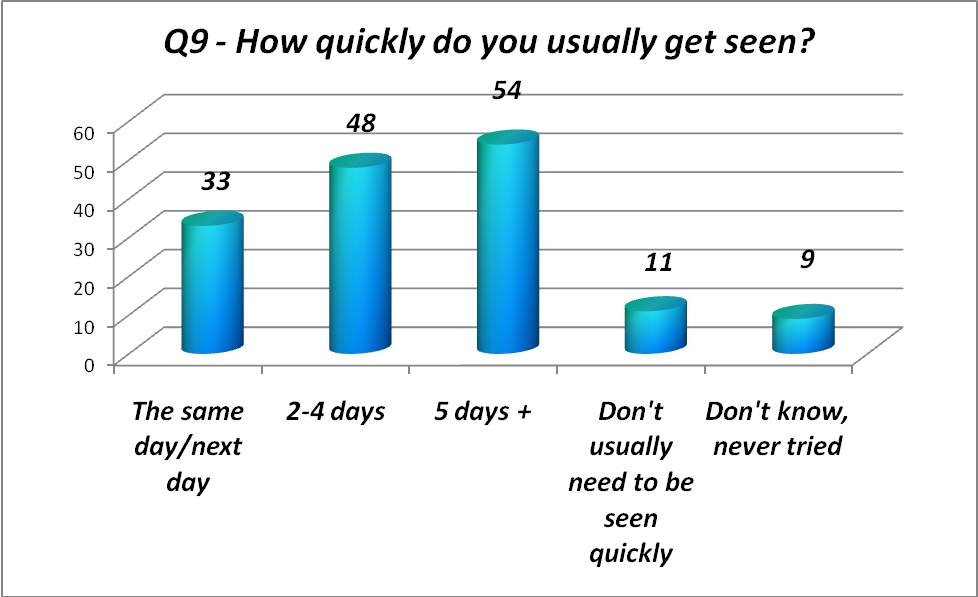 Q9 - How quickly do you usually get seen?
54
48
33
11
9
60
50
40
30
20
10
0
The same
day/next
day
2-4 days
5 days +
Don't
usually
need to be
seen
quickly
Don't know,
never tried